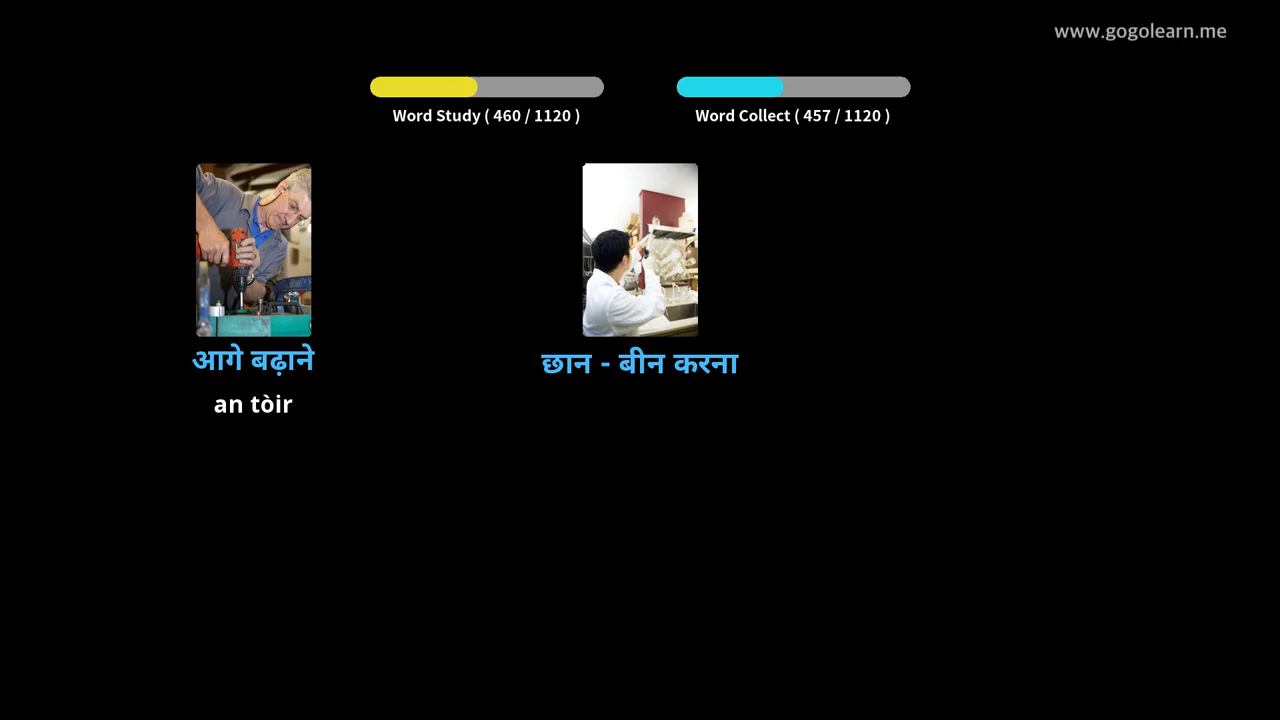 www.gogolearn.me
Word Study ( 460 / 1120 )
Word Collect ( 457 / 1120 )
आगे बढ़ाने
an tòir
छान - बीन करना